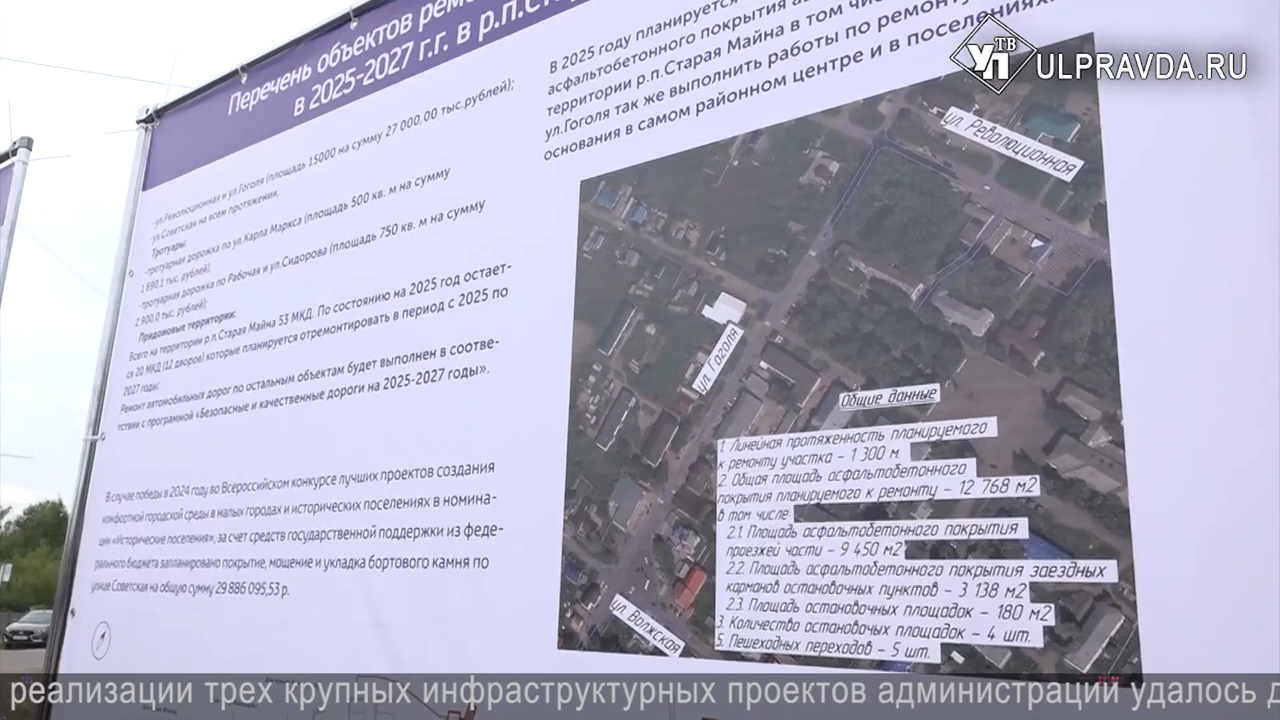 Перечень объектов
в 2025-2027 г.г. в р.п.
-ул.Революционная и ул.Гоголя (площадь 15000 на сумму 27 000,00 тыс.рублей);
-ул.Советская на всем протяжении.
Тротуары:
-тротуарная дорожка по ул.Карла Маркса (площадь 500 кв. м на сумму
1 690,1 тыс. рублей);
-тротуарная дорожка по Рабочая и ул.Сидорова (площадь 750 кв. м на сумму
2 900,0 тыс. рублей);
Придомовые территории:
Всего на территории р.п.Старая Майна 53 МКД. По состоянию на 2025 год остает-
ся 20 МКД (12 дворов) которые планируется отремонтировать в период с 2025 по
2027 годы;
Ремонт автомобильных дорог по остальным объектам будет выполнен в соответ-
ствии с программой «Безопасные и качественные дороги на 2025-2027 годы».
В случае победы в 2024 году во Всероссийском конкурсе лучших проектов создания
комфортной городской среды в малых городах и исторических поселениях в номина-
ции «Исторические поселения», за счет средств государственной поддержки из феде-
рального бюджета запланировано покрытие, мощение и укладка бортового камня по
улице Советская на общую сумму 29 886 095,53 р.
В 2025 году планируется
асфальтобетонного покрытия
территории р.п.Старая Майна в том
ул.Гоголя так же выполнить работы по ремонту
основания в самом районном центре и в поселениях.
УП ТВ ULPRAVDA.RU
ул. Революционная
ул. Гоголя
ул. Волжская
Общие данные
1. Линейная протяженность планируемого
к ремонту участка – 1 300 м.
2. Общая площадь асфальтобетонного
покрытия планируемого к ремонту – 12 768 м2
в том числе
2.1. Площадь асфальтобетонного покрытия
проезжей части – 9 450 м2
2.2. Площадь асфальтобетонного покрытия заездных
карманов остановочных пунктов – 3 138 м2
2.3. Площадь остановочных площадок – 180 м2
3. Количество остановочных площадок – 4 шт.
5. Пешеходных переходов – 5 шт.
реализации трех крупных инфраструктурных проектов администрации удалось